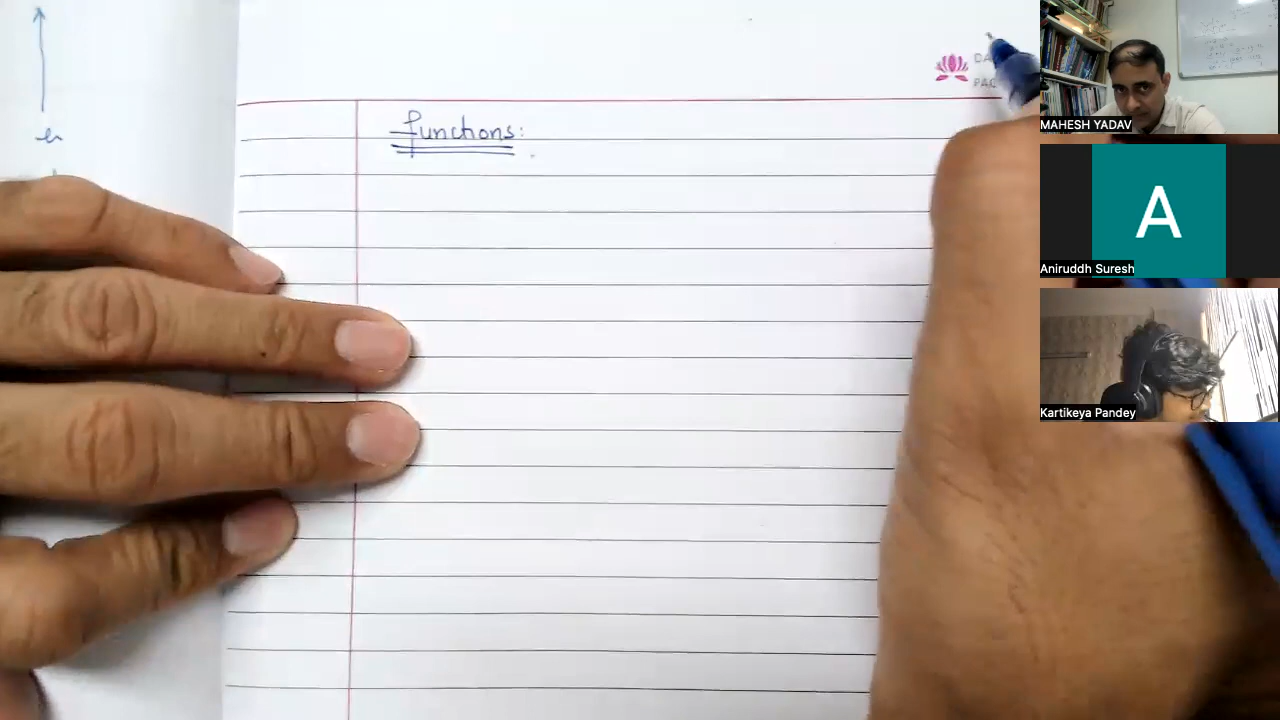 Functions:
MAHESH YADAV
A
Aniruddh Suresh
Kartikeya Pandey